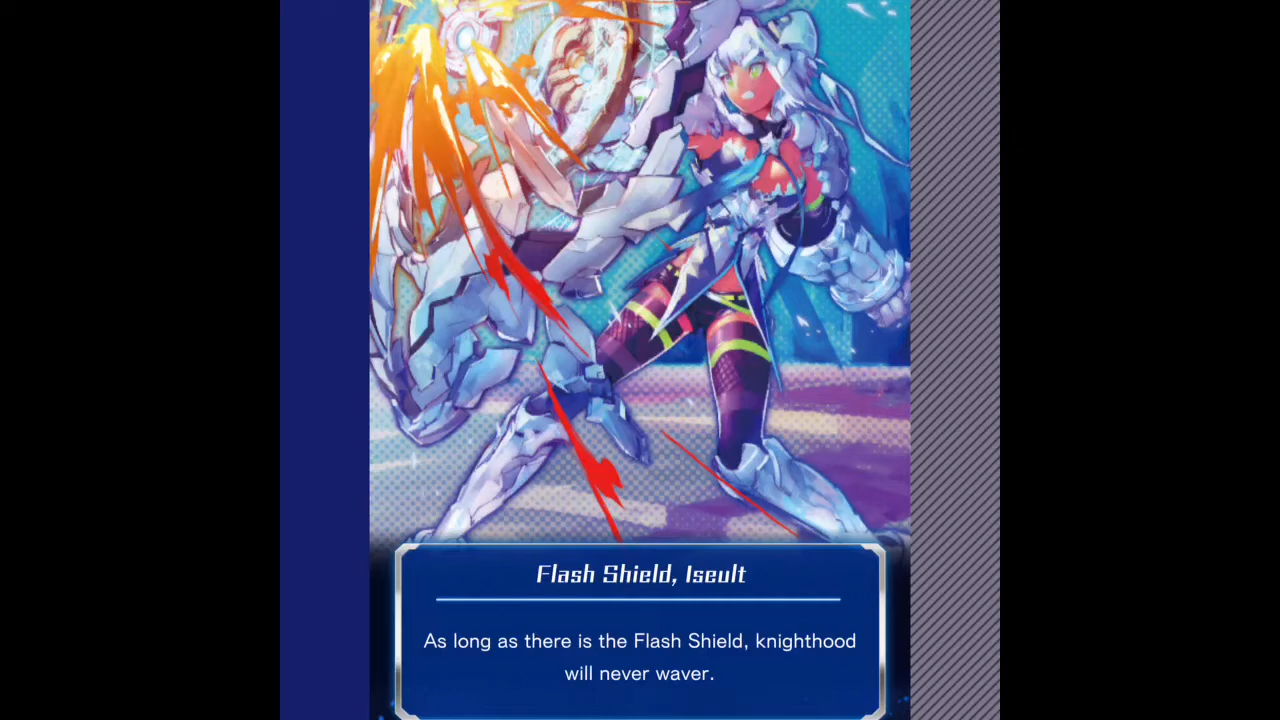 Flash Shield, Iseult
As long as there is the Flash Shield, knighthood
will never waver.